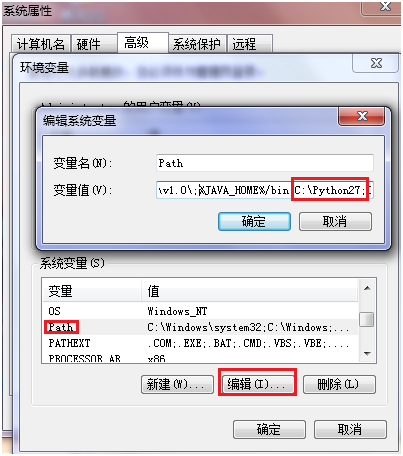 系统属性
计算机名 硬件 高级 系统保护 远程
环境变量
编辑系统变量
变量名(N): Path
变量值(V): \v1.0\;%JAVA_HOME%/bin C:\Python27;
确定 取消
系统变量(S)
变量 值
OS Windows_NT
Path C:\Windows\system32;C:\Windows;...
PATHEXT .COM;.EXE;.BAT;.CMD;.VBS;.VBE;....
PROCESSOR_AR x86
新建(W)... 编辑(I)... 删除(L)
确定 取消